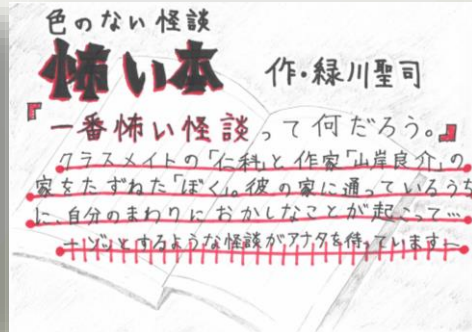 色のない怪談
怖い本 作・緑川聖司
『一番怖い怪談って何だろう。』
クラスメイトの「仁科」と作家「山岸良介」の
家をたずねた「ぼく」。彼の家に通っているうち
に、自分のまわりにおかしなことが起こって…
―ゾッとするような怪談がアナタを待っています―